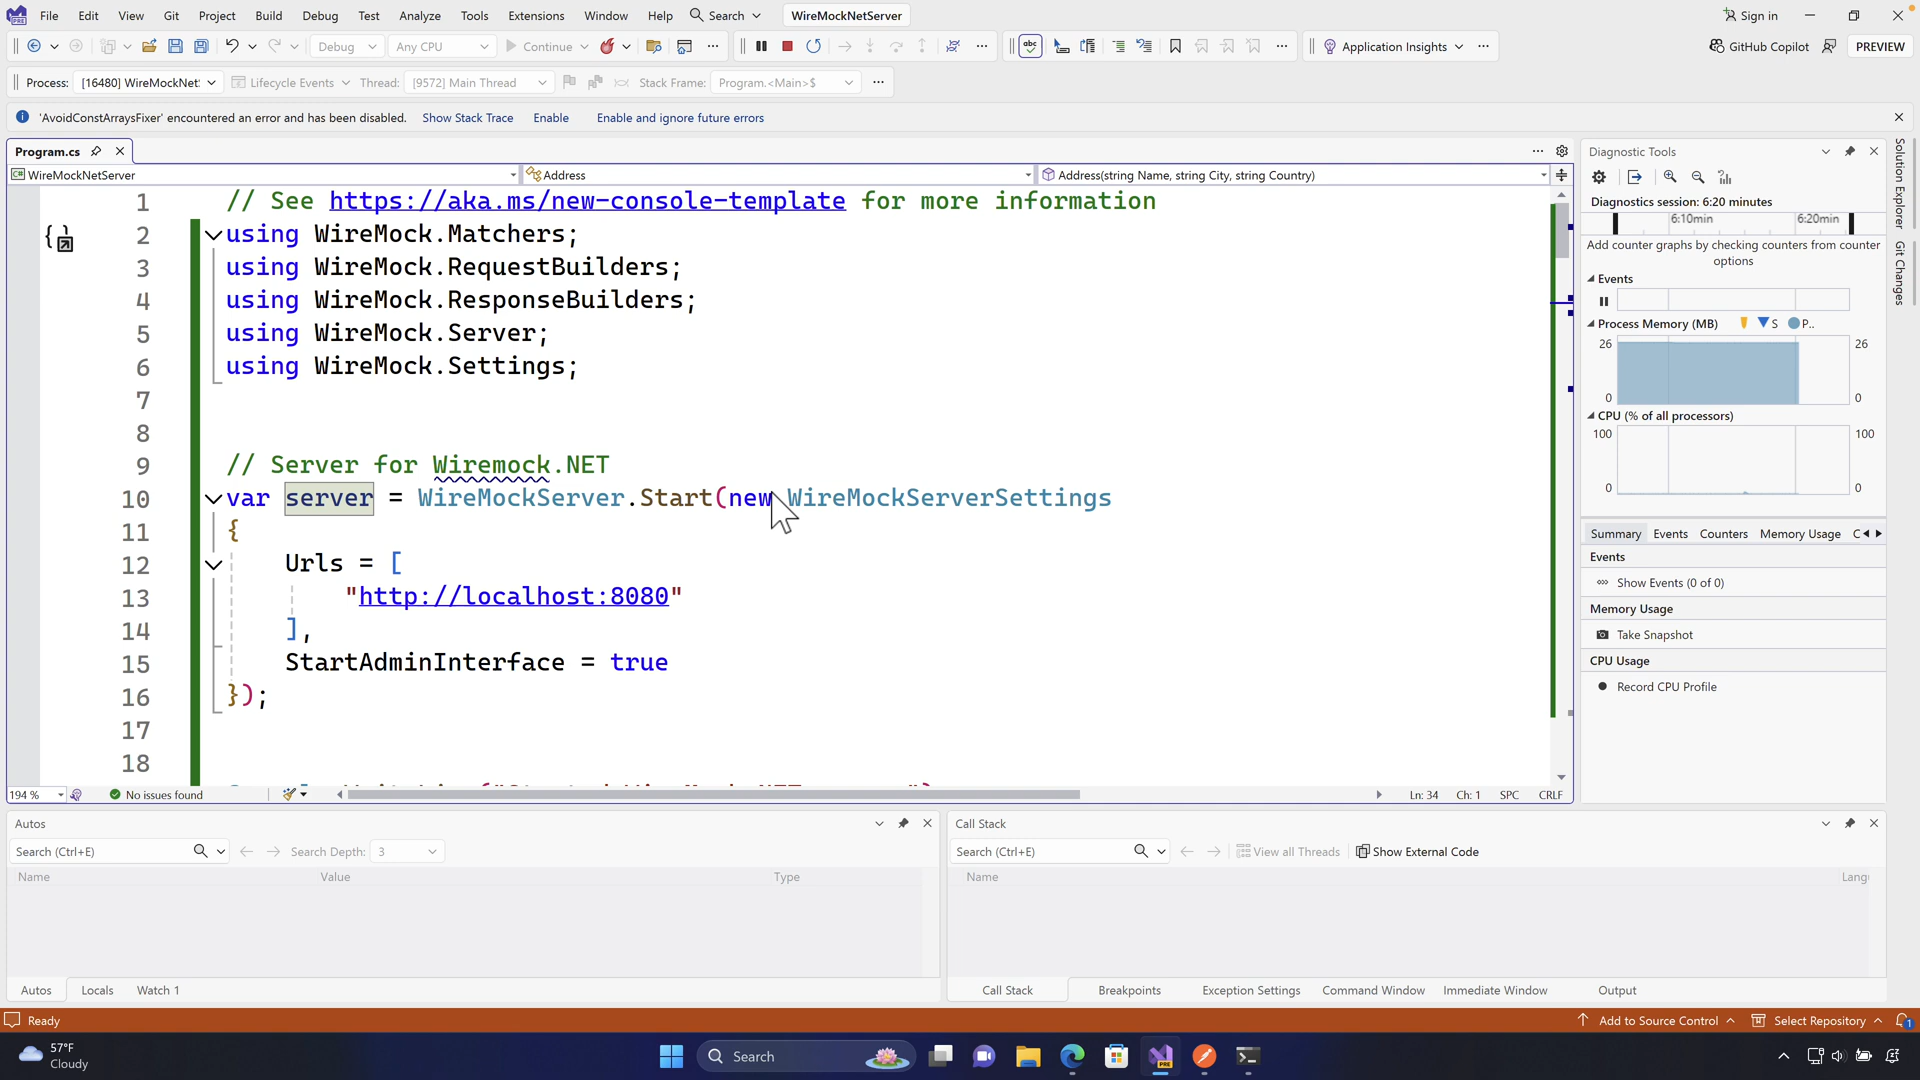 File Edit View Git Project Build Debug Test Analyze Tools Extensions Window Help Search WireMockNetServer Sign in
Debug Any CPU Continue abc Application Insights GitHub Copilot PREVIEW
Process: [16480] WireMockNet: Lifecycle Events Thread: [9572] Main Thread Stack Frame: Program.<Main>$
'AvoidConstArraysFixer' encountered an error and has been disabled. Show Stack Trace Enable Enable and ignore future errors
Program.cs
WireMockNetServer Address Address(string Name, string City, string Country)
1 // See https://aka.ms/new-console-template for more information
2 using WireMock.Matchers;
3 using WireMock.RequestBuilders;
4 using WireMock.ResponseBuilders;
5 using WireMock.Server;
6 using WireMock.Settings;
7
8
9 // Server for Wiremock.NET
10 var server = WireMockServer.Start(new WireMockServerSettings
11 {
12 Urls = [
13 "http://localhost:8080"
14 ],
15 StartAdminInterface = true
16 });
17
18
194 % No issues found Ln: 34 Ch: 1 SPC CRLF
Diagnostic Tools
Diagnostics session: 6:20 minutes
6:10min 6:20min
Add counter graphs by checking counters from counter
options
Events
Process Memory (MB) S P..
26 26
0 0
CPU (% of all processors)
100 100
0 0
Summary Events Counters Memory Usage C
Events
Show Events (0 of 0)
Memory Usage
Take Snapshot
CPU Usage
Record CPU Profile
Solution Explorer
Git Changes
Autos
Search (Ctrl+E) Search Depth: 3
Name Value Type
Autos Locals Watch 1
Call Stack
Search (Ctrl+E) View all Threads Show External Code
Name Lang
Call Stack Breakpoints Exception Settings Command Window Immediate Window Output
Ready Add to Source Control Select Repository 1
57°F
Cloudy
Search
PRE